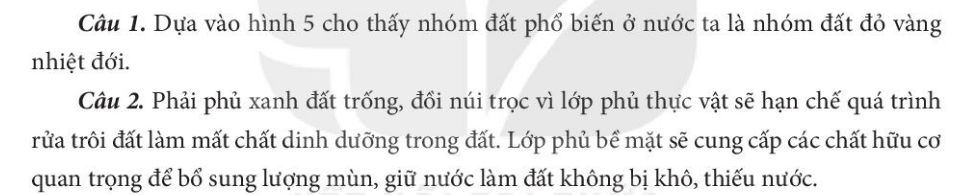 Câu 1. Dựa vào hình 5 cho thấy nhóm đất phổ biến ở nước ta là nhóm đất đỏ vàng
nhiệt đới.
Câu 2. Phải phủ xanh đất trống, đồi núi trọc vì lớp phủ thực vật sẽ hạn chế quá trình
rửa trôi đất làm mất chất dinh dưỡng trong đất. Lớp phủ bề mặt sẽ cung cấp các chất hữu cơ
quan trọng để bổ sung lượng mùn, giữ nước làm đất không bị khô, thiếu nước.